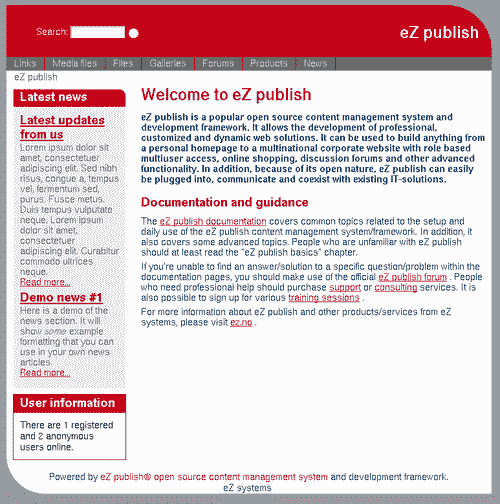 Search:
eZ publish
Links
Media files
Files
Galleries
Forums
Products
News
eZ publish
Latest news
Latest updates
from us
Lorem ipsum dolor sit
amet, consectetuer
adipiscing elit. Sed nibh
risus, congue a, tempus
vel, fermentum sed,
purus. Fusce metus.
Duis tempus vulputate
neque. Lorem ipsum
dolor sit amet,
consectetuer
adipiscing elit. Curabitur
commodo ultrices
neque.
Read more...
Demo news #1
Here is a demo of the
news section. It will
show some example
formatting that you can
use in your own news
articles.
Read more...
User information
There are 1 registered
and 2 anonymous
users online.
Welcome to eZ publish
eZ publish is a popular open source content management system and
development framework. It allows the development of professional,
customized and dynamic web solutions. It can be used to build anything from
a personal homepage to a multinational corporate website with role based
multiuser access, online shopping, discussion forums and other advanced
functionality. In addition, because of its open nature, eZ publish can easily
be plugged into, communicate and coexist with existing IT-solutions.
Documentation and guidance
The eZ publish documentation covers common topics related to the setup and
daily use of the eZ publish content management system/framework. In addition, it
also covers some advanced topics. People who are unfamiliar with eZ publish
should at least read the "eZ publish basics" chapter.
If you're unable to find an answer/solution to a specific question/problem within the
documentation pages, you should make use of the official eZ publish forum . People
who need professional help should purchase support or consulting services. It is
also possible to sign up for various training sessions .
For more information about eZ publish and other products/services from eZ
systems, please visit ez.no .
Powered by eZ publish® open source content management system and development framework.
eZ systems